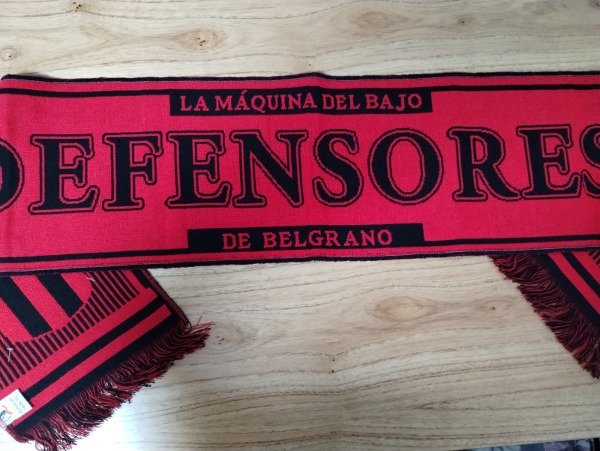 LA MÁQUINA DEL BAJO
DEFENSORES
DE BELGRANO